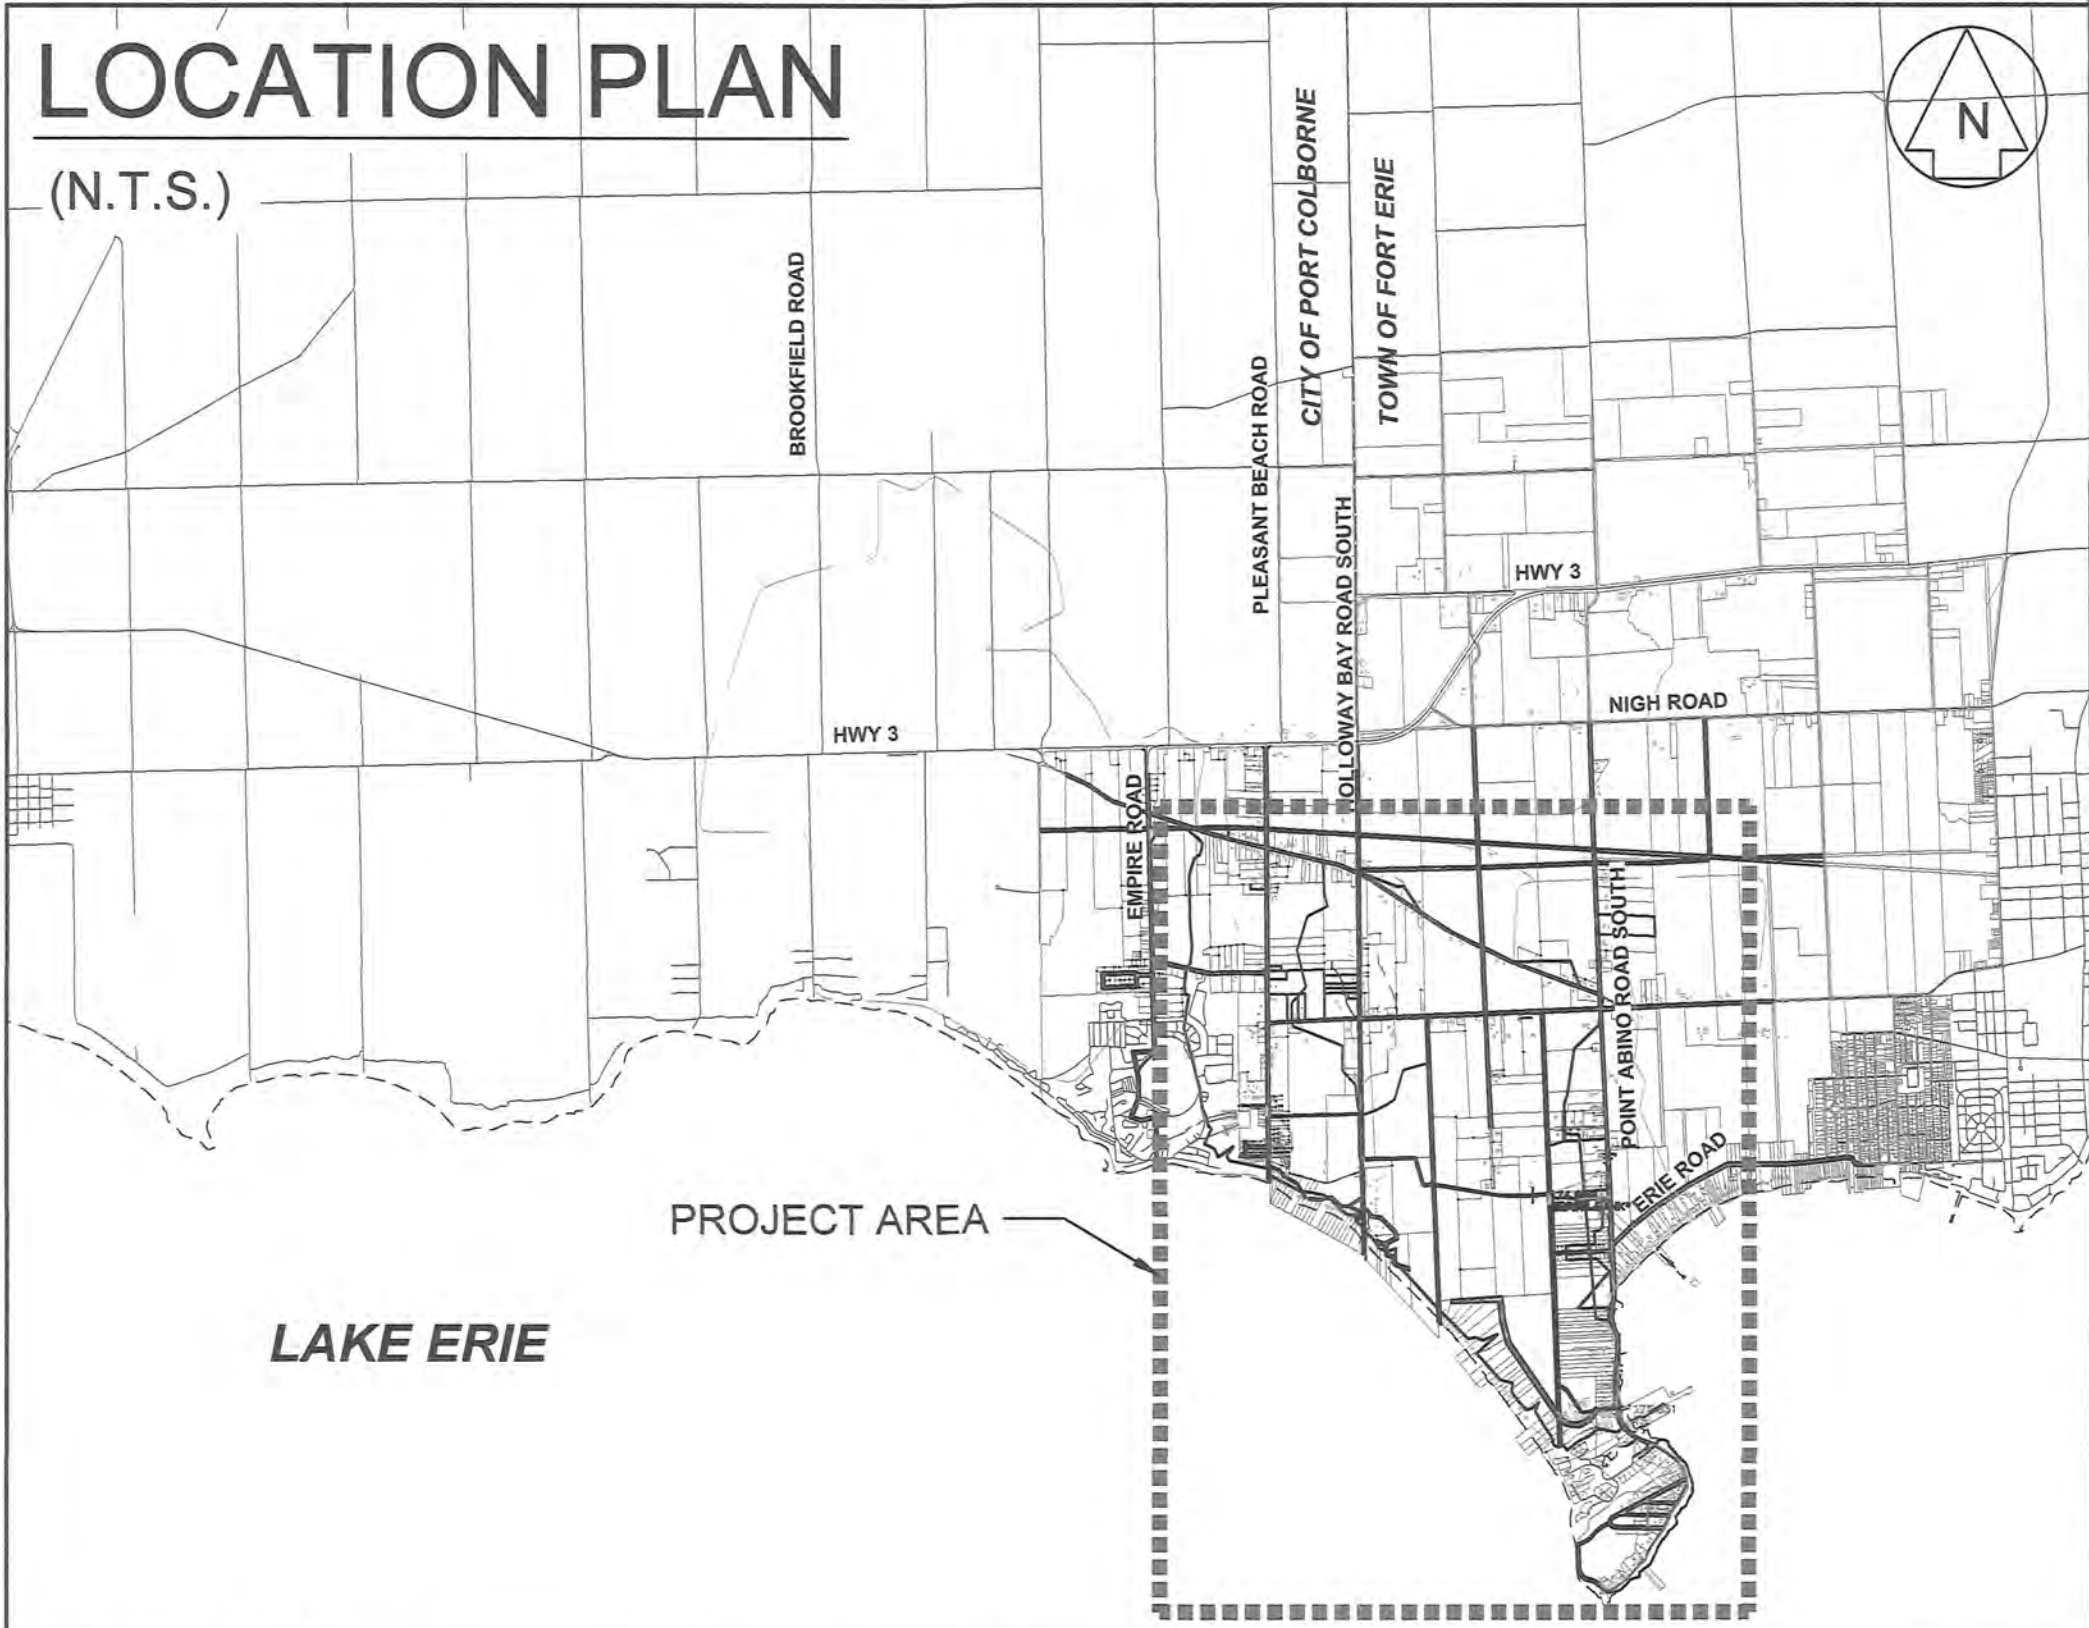 LOCATION PLAN
(N.T.S.)
N
CITY OF PORT COLBORNE
TOWN OF FORT ERIE
BROOKFIELD ROAD
PLEASANT BEACH ROAD
HOLLOWAY BAY ROAD SOUTH
HWY 3
NIGH ROAD
HWY 3
EMPIRE ROAD
POINT ABINO ROAD SOUTH
ERIE ROAD
PROJECT AREA
LAKE ERIE